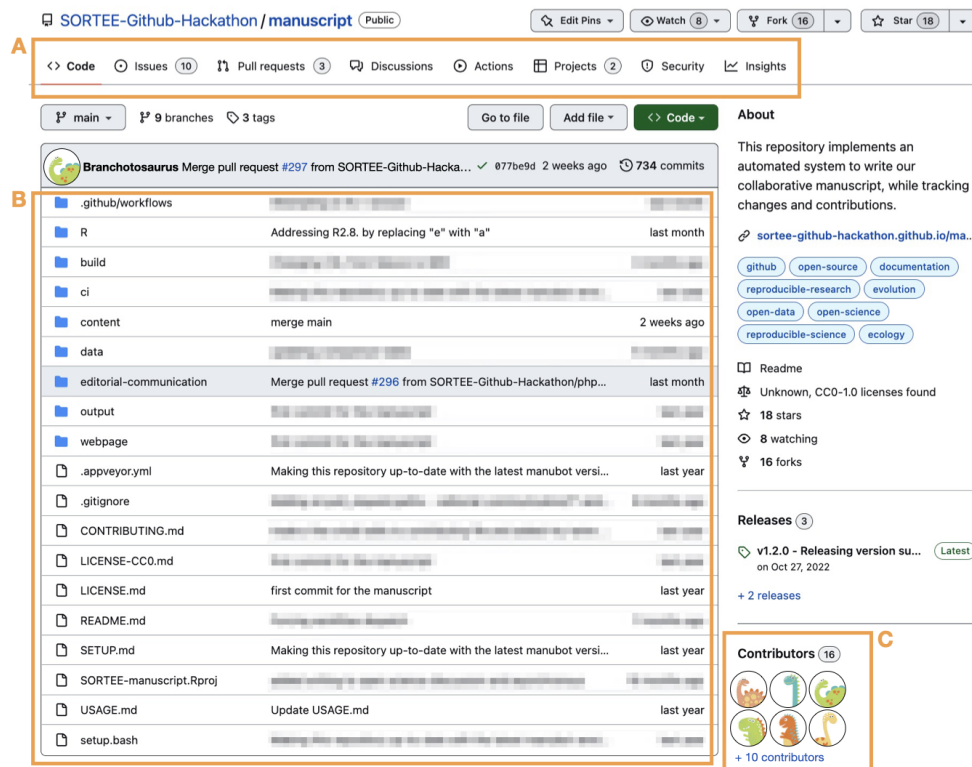 SORTEE-Github-Hackathon / manuscript Public
Edit Pins Watch 8 Fork 16 Star 18
A
Code Issues 10 Pull requests 3 Discussions Actions Projects 2 Security Insights
main 9 branches 3 tags Go to file Add file Code
Branchotosaurus Merge pull request #297 from SORTEE-Github-Hacka... 077be9d 2 weeks ago 734 commits
B
.github/workflows
R Addressing R2.8. by replacing "e" with "a" last month
build
ci
content merge main 2 weeks ago
data
editorial-communication Merge pull request #296 from SORTEE-Github-Hackathon/php... last month
output
webpage
.appveyor.yml Making this repository up-to-date with the latest manubot versi... last year
.gitignore
CONTRIBUTING.md
LICENSE-CC0.md
LICENSE.md first commit for the manuscript last year
README.md
SETUP.md Making this repository up-to-date with the latest manubot versi... last year
SORTEE-manuscript.Rproj
USAGE.md Update USAGE.md last year
setup.bash
About
This repository implements an
automated system to write our
collaborative manuscript, while tracking
changes and contributions.
sortee-github-hackathon.github.io/ma...
github open-source documentation
reproducible-research evolution
open-data open-science
reproducible-science ecology
Readme
Unknown, CC0-1.0 licenses found
18 stars
8 watching
16 forks
Releases 3
v1.2.0 - Releasing version su... Latest
on Oct 27, 2022
+ 2 releases
C
Contributors 16
+ 10 contributors